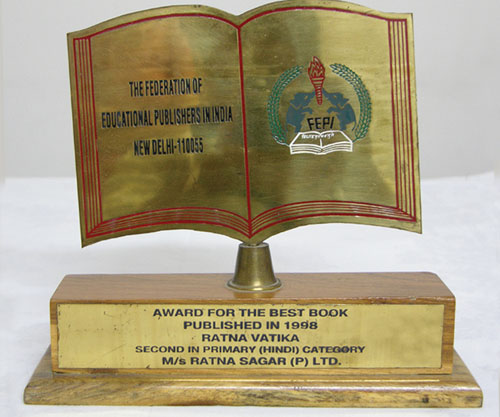 THE FEDERATION OF
EDUCATIONAL PUBLISHERS IN INDIA
NEW DELHI-110055
FEPI
AWARD FOR THE BEST BOOK
PUBLISHED IN 1998
RATNA VATIKA
SECOND IN PRIMARY (HINDI) CATEGORY
M/s RATNA SAGAR (P) LTD.